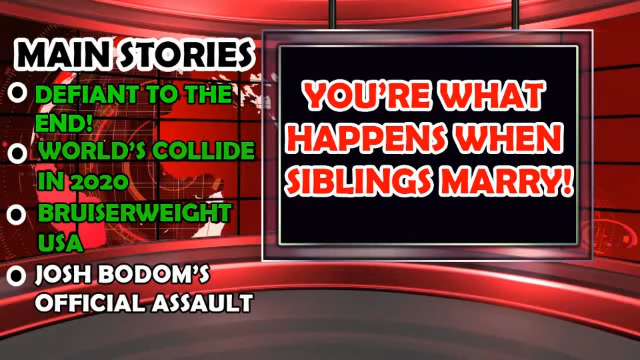 MAIN STORIES
DEFIANT TO THE
END!
WORLD'S COLLIDE
IN 2020
BRUISERWEIGHT
USA
JOSH BODOM'S
OFFICIAL ASSAULT
YOU'RE WHAT
HAPPENS WHEN
SIBLINGS MARRY!